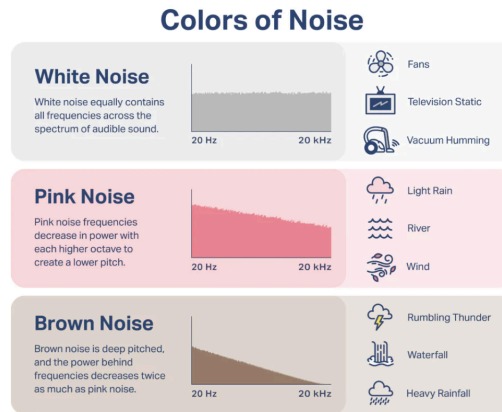 Colors of Noise
White Noise
White noise equally contains
all frequencies across the
spectrum of audible sound.
20 Hz
20 kHz
Fans
Television Static
Vacuum Humming
Pink Noise
Pink noise frequencies
decrease in power with
each higher octave to
create a lower pitch.
20 Hz
20 kHz
Light Rain
River
Wind
Brown Noise
Brown noise is deep pitched,
and the power behind
frequencies decreases twice
as much as pink noise.
20 Hz
20 kHz
Rumbling Thunder
Waterfall
Heavy Rainfall